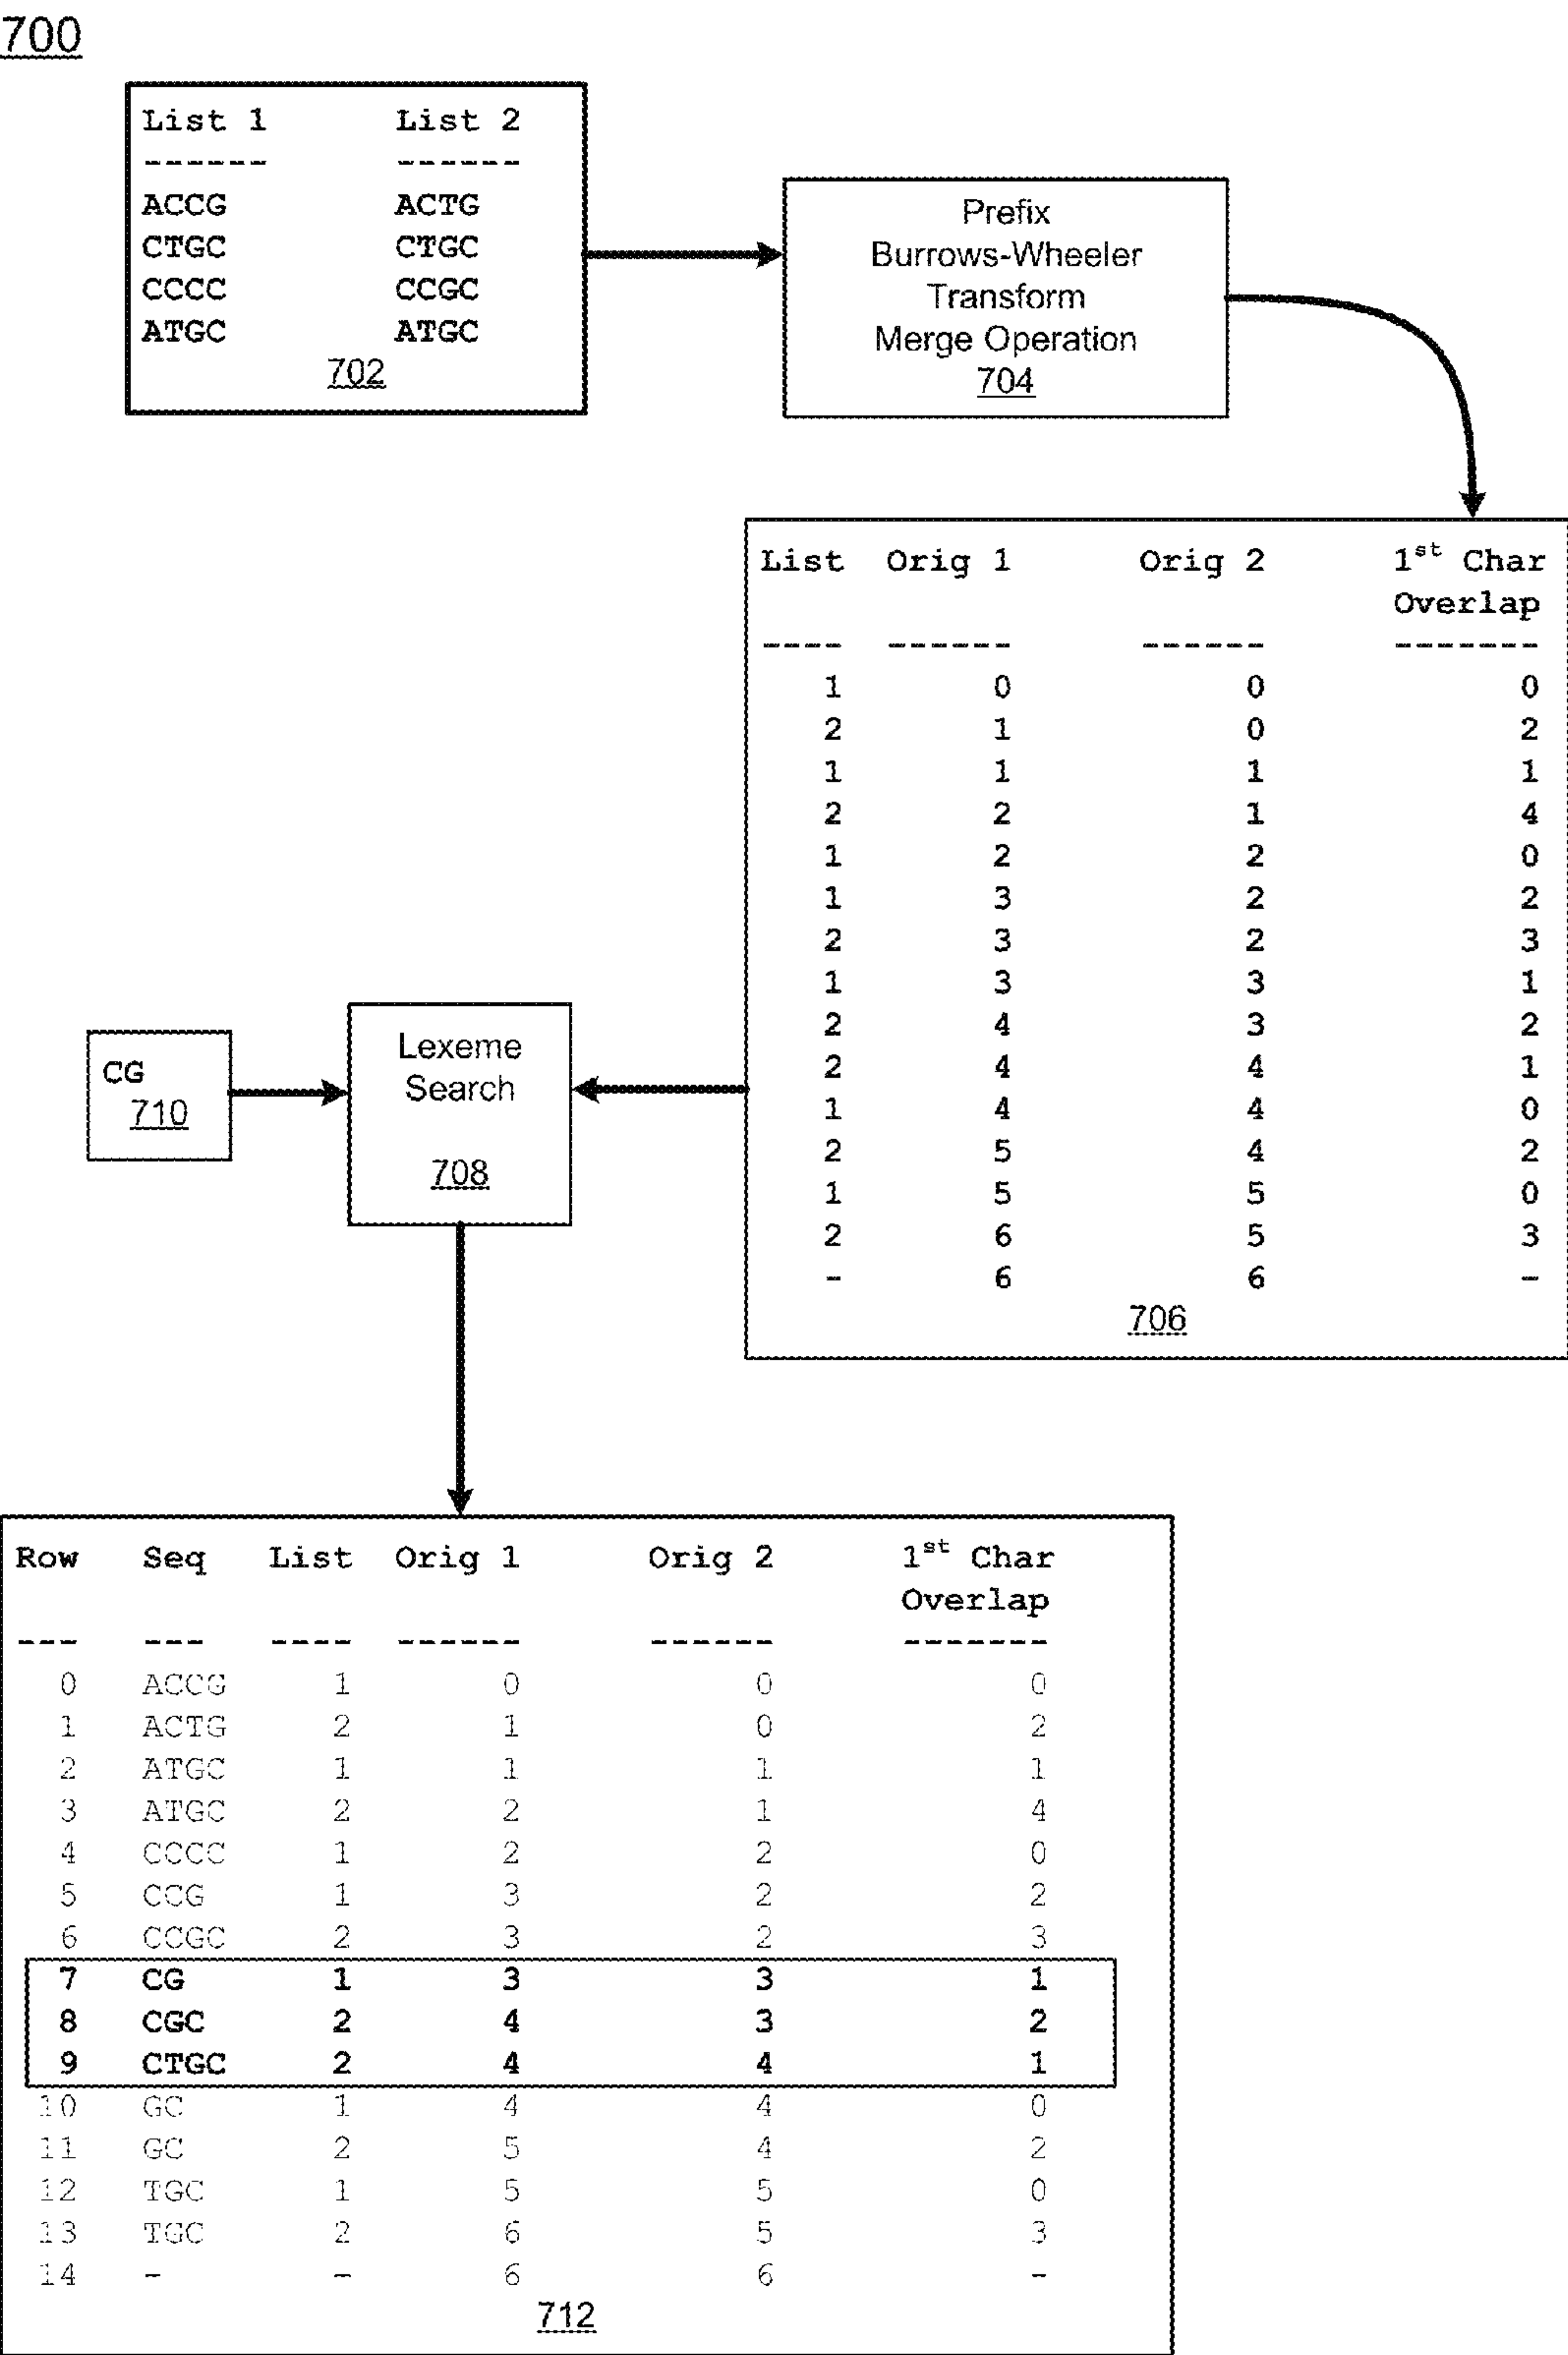 700
List 1 List 2
------ ------
ACCG ACTG
CTGC CTGC
CCCC CCGC
ATGC ATGC
702
Prefix
Burrows-Wheeler
Transform
Merge Operation
704
List Orig 1 Orig 2 1st Char
Overlap
---- ------ ------ -------
1 0 0 0
2 1 0 2
1 1 1 1
2 2 1 4
1 2 2 0
1 3 2 2
2 3 2 3
1 3 3 1
2 4 3 2
2 4 4 1
1 4 4 0
2 5 4 2
1 5 5 0
2 6 5 3
- 6 6 -
706
CG
710
Lexeme
Search
708
Row Seq List Orig 1 Orig 2 1st Char
Overlap
--- --- ---- ------ ------ -------
0 ACCG 1 0 0 0
1 ACTG 2 1 0 2
2 ATGC 1 1 1 1
3 ATGC 2 2 1 4
4 CCCC 1 2 2 0
5 CCG 1 3 2 2
6 CCGC 2 3 2 3
7 CG 1 3 3 1
8 CGC 2 4 3 2
9 CTGC 2 4 4 1
10 GC 1 4 4 0
11 GC 2 5 4 2
12 TGC 1 5 5 0
13 TGC 2 6 5 3
14 - - 6 6 -
712